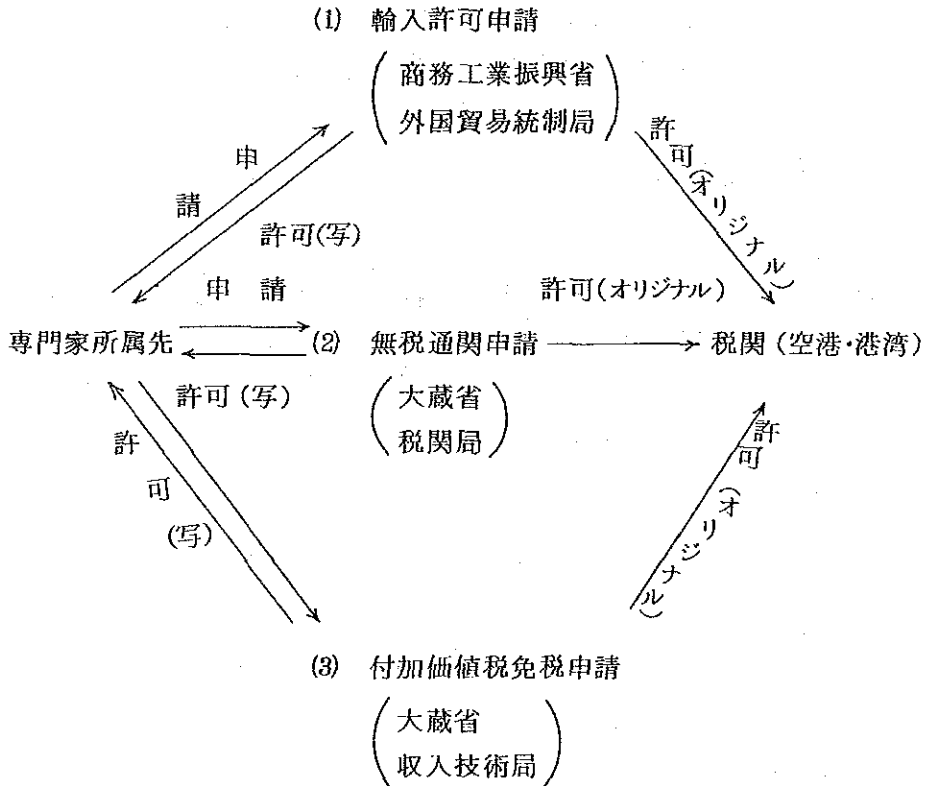 (1) 輸入許可申請
商務工業振興省
外国貿易統制局
申請
許可(写)
許可(オリジナル)
申請
許可(オリジナル)
専門家所属先
(2) 無税通関申請
税関(空港・港湾)
許可(写)
大蔵省
税関局
許可(写)
許可(オリジナル)
(3) 付加価値税免税申請
大蔵省
収入技術局